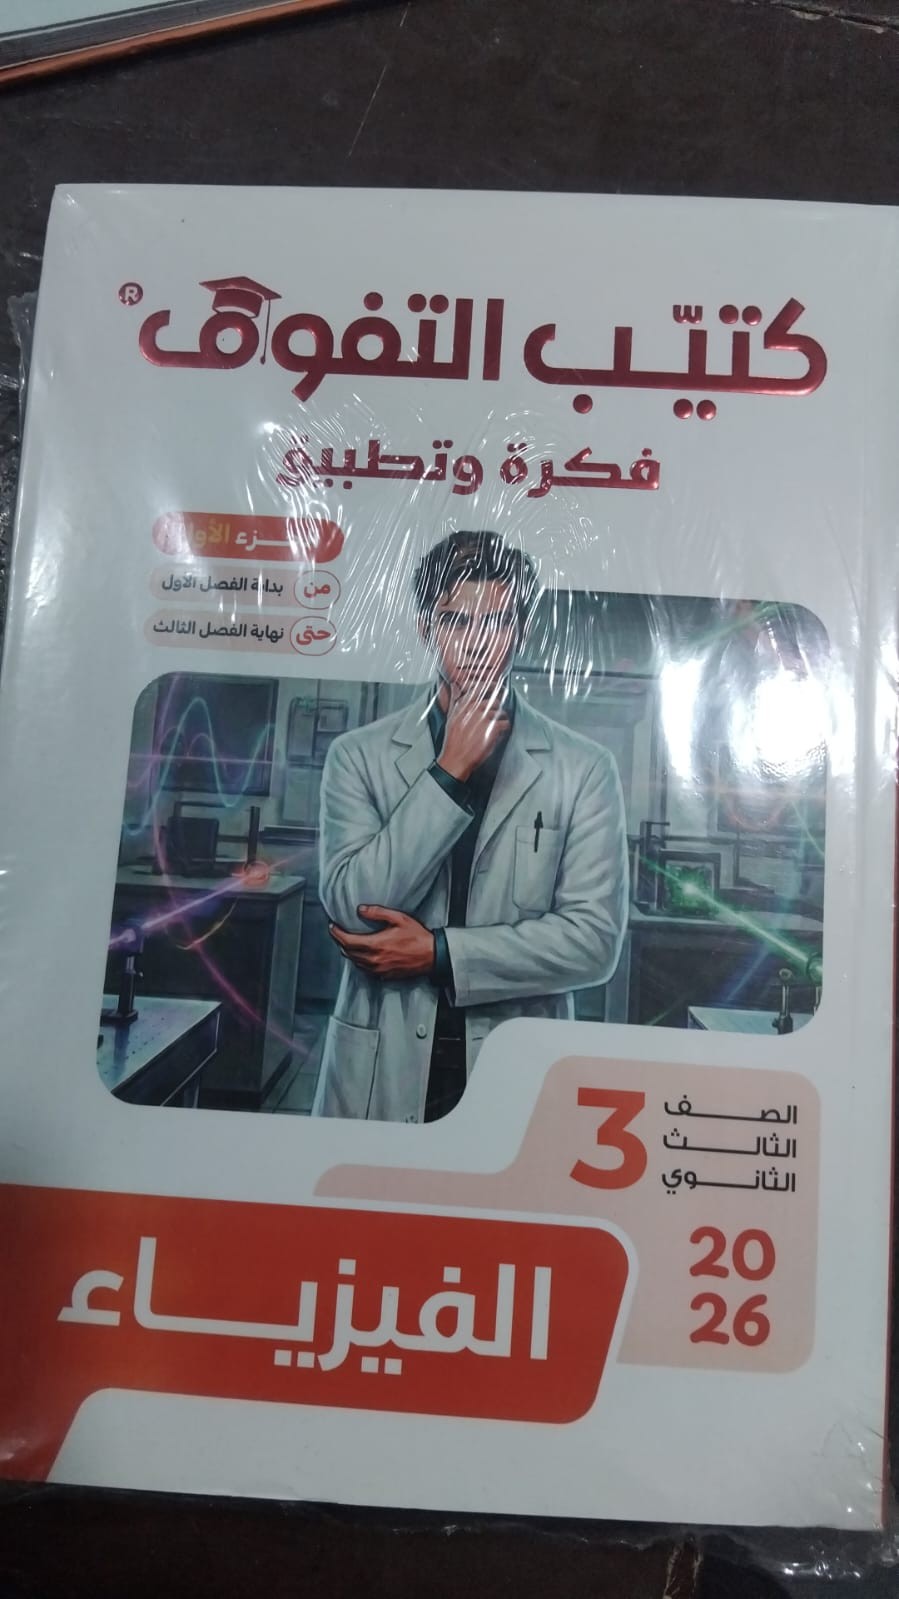 كتيّب التفوق®
فكرة وتطبيق
الأول
من بداية الفصل الأول
حتى نهاية الفصل الثالث
الصف
الثالث
الثانوي
3
20
26
الفيزياء